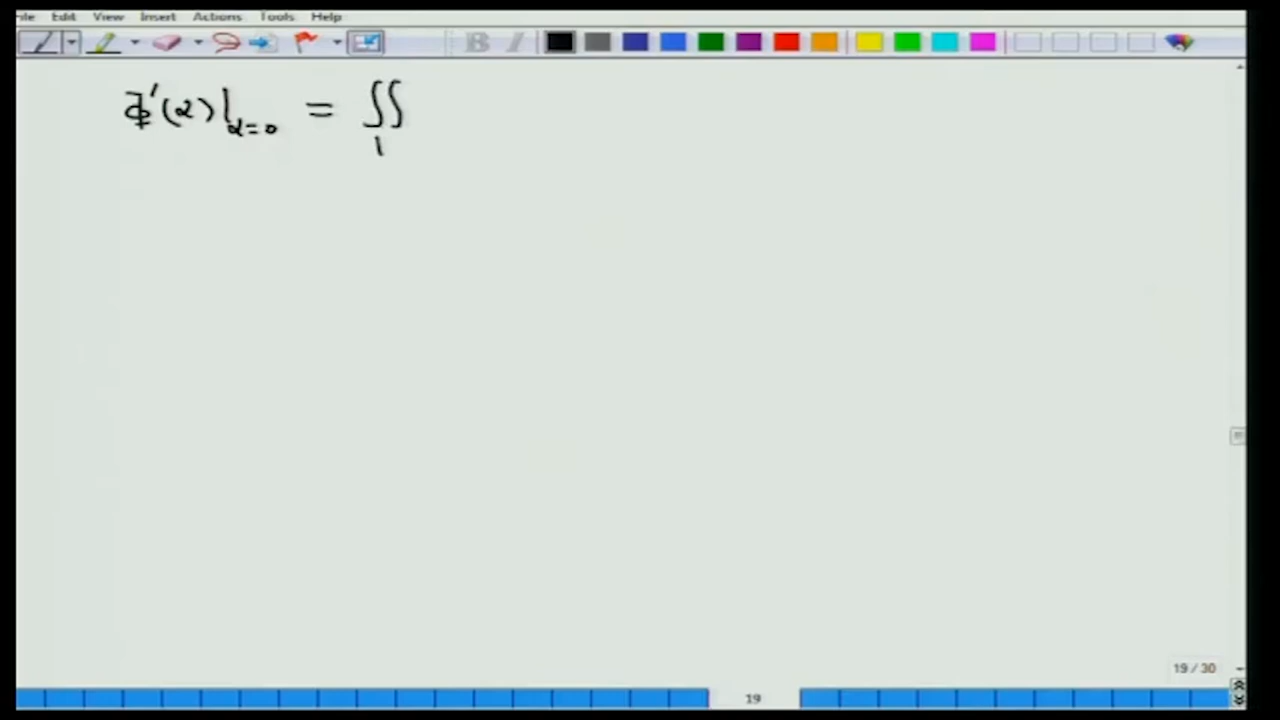 File Edit View Insert Actions Tools Help
B I
Φ'(α)|α=0 = ∬
19 / 30
19